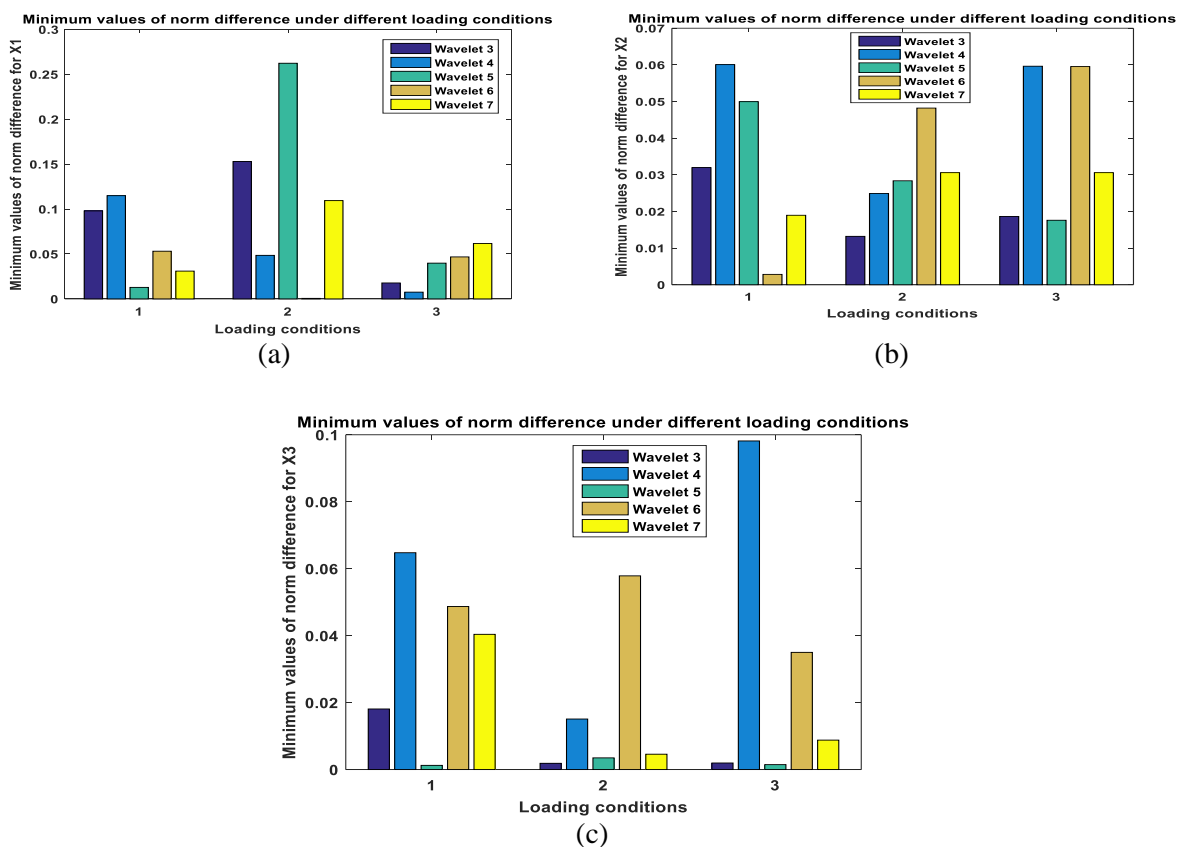 Minimum values of norm difference under different loading conditions
Minimum values of norm difference for X1
0.3
0.25
0.2
0.15
0.1
0.05
0
Wavelet 3
Wavelet 4
Wavelet 5
Wavelet 6
Wavelet 7
1 2 3
Loading conditions
(a)
Minimum values of norm difference under different loading conditions
Minimum values of norm difference for X2
0.07
0.06
0.05
0.04
0.03
0.02
0.01
0
Wavelet 3
Wavelet 4
Wavelet 5
Wavelet 6
Wavelet 7
1 2 3
Loading conditions
(b)
Minimum values of norm difference under different loading conditions
Minimum values of norm difference for X3
0.1
0.08
0.06
0.04
0.02
0
Wavelet 3
Wavelet 4
Wavelet 5
Wavelet 6
Wavelet 7
1 2 3
Loading conditions
(c)